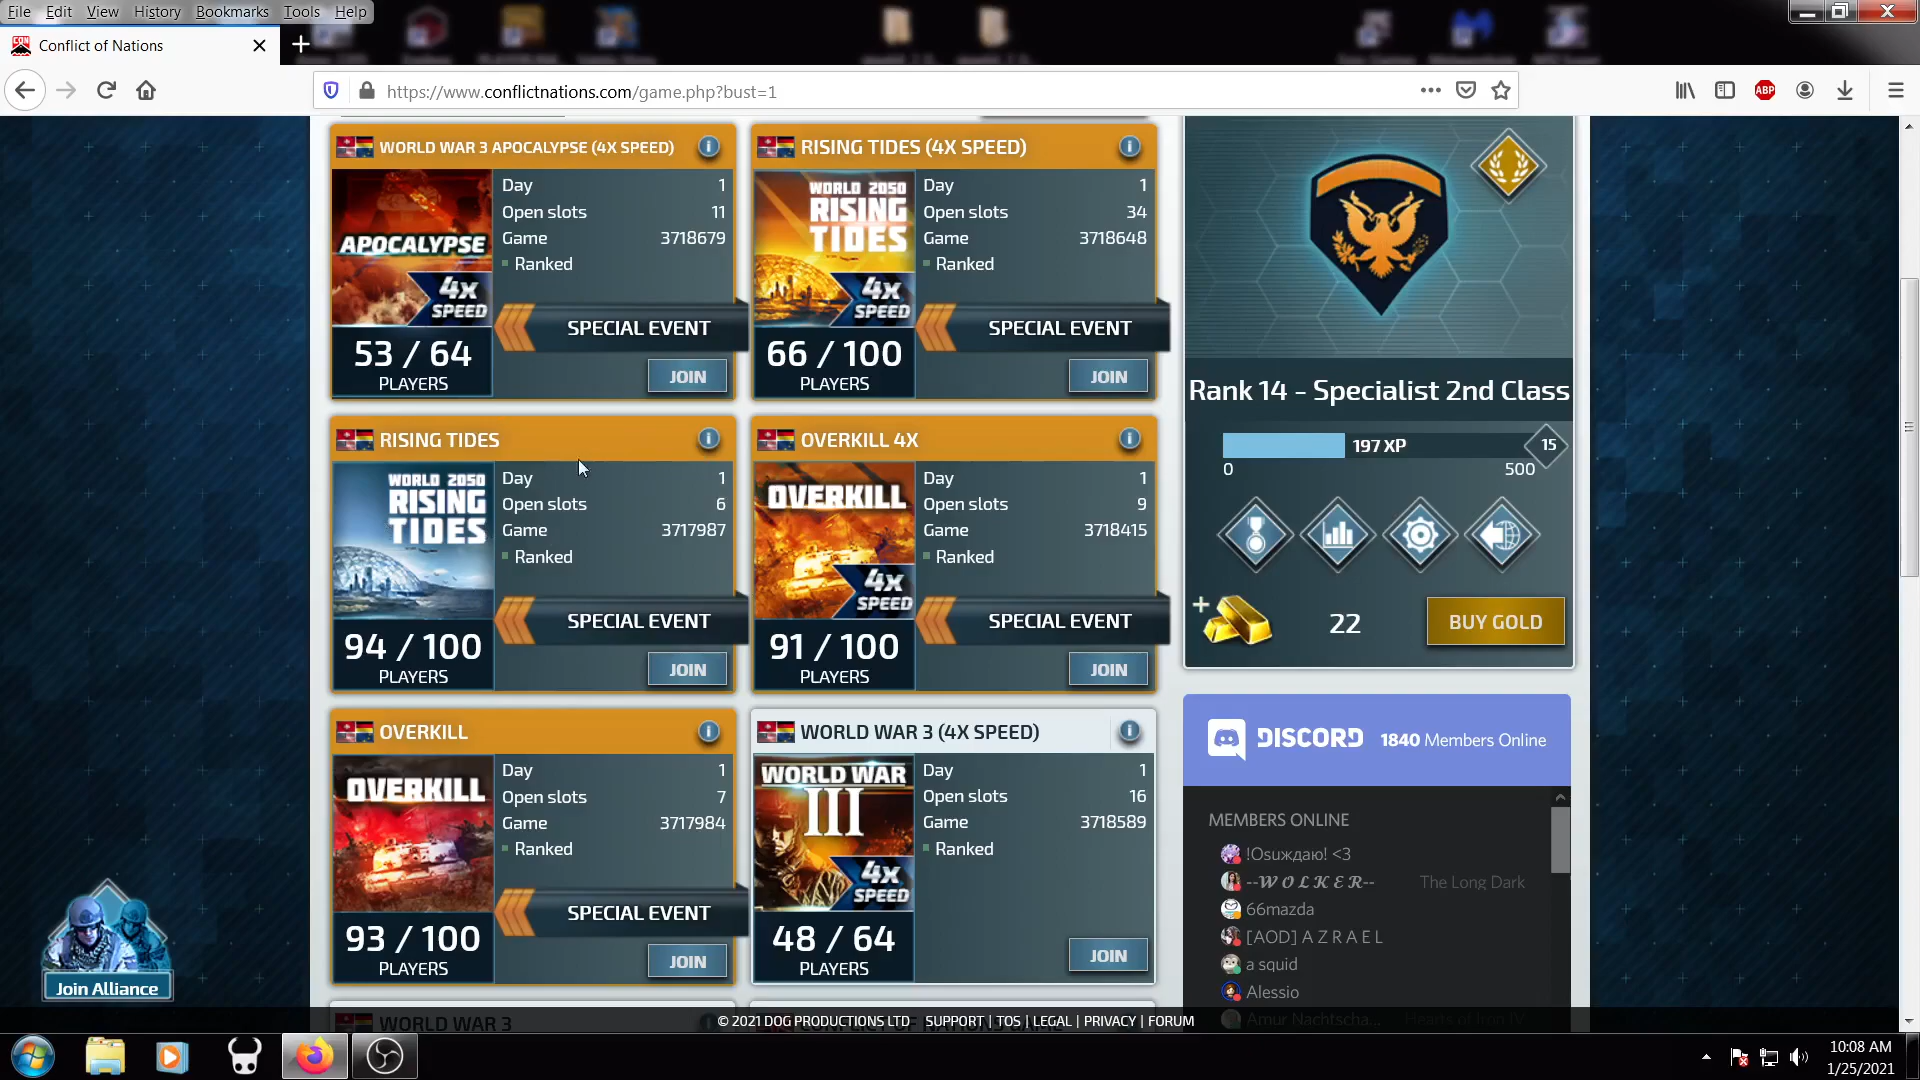 File Edit View History Bookmarks Tools Help
Conflict of Nations
https://www.conflictnations.com/game.php?bust=1
ABP
WORLD WAR 3 APOCALYPSE (4X SPEED)
APOCALYPSE
4X
SPEED
53 / 64
PLAYERS
Day 1
Open slots 11
Game 3718679
Ranked
SPECIAL EVENT
JOIN
RISING TIDES (4X SPEED)
WORLD 2050
RISING
TIDES
4X
SPEED
66 / 100
PLAYERS
Day 1
Open slots 34
Game 3718648
Ranked
SPECIAL EVENT
JOIN
RISING TIDES
WORLD 2050
RISING
TIDES
94 / 100
PLAYERS
Day 1
Open slots 6
Game 3717987
Ranked
SPECIAL EVENT
JOIN
OVERKILL 4X
OVERKILL
4X
SPEED
91 / 100
PLAYERS
Day 1
Open slots 9
Game 3718415
Ranked
SPECIAL EVENT
JOIN
OVERKILL
OVERKILL
93 / 100
PLAYERS
Day 1
Open slots 7
Game 3717984
Ranked
SPECIAL EVENT
JOIN
WORLD WAR 3 (4X SPEED)
WORLD WAR
III
4X
SPEED
48 / 64
PLAYERS
Day 1
Open slots 16
Game 3718589
Ranked
JOIN
WORLD WAR 3
Rank 14 - Specialist 2nd Class
197 XP
15
0 500
22
BUY GOLD
DISCORD 1840 Members Online
MEMBERS ONLINE
!Osuждаю! <3
--𝓦 𝓞 𝓛 𝓚 𝓔 𝓡-- The Long Dark
66mazda
[AOD] A Z R A E L
a squid
Alessio
Amur Nachtscha... Hearts of Iron IV
Join Alliance
© 2021 DOG PRODUCTIONS LTD SUPPORT | TOS | LEGAL | PRIVACY | FORUM
10:08 AM
1/25/2021